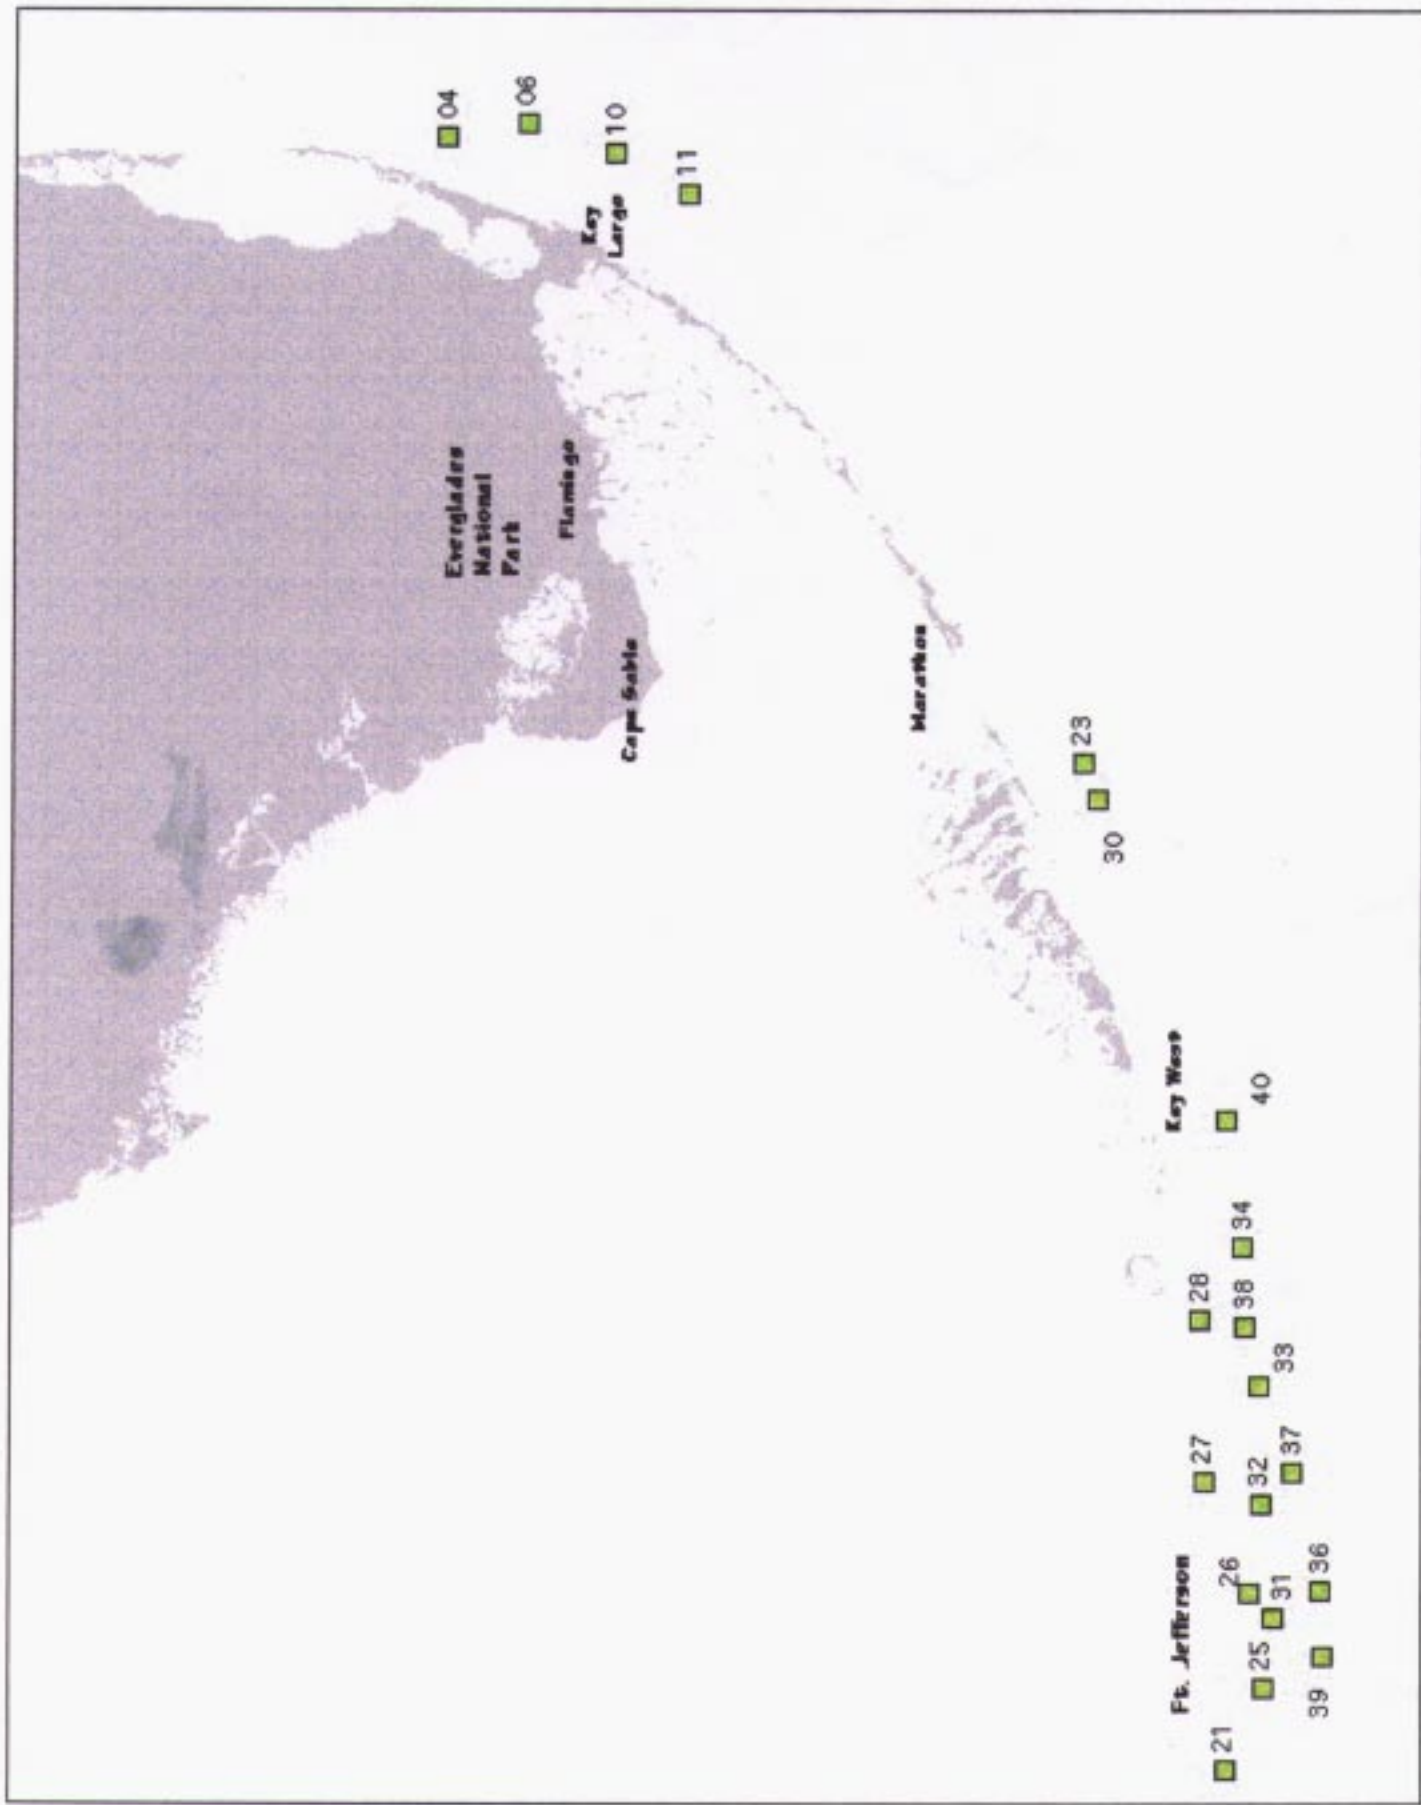 04
06
10
11
Key
Largo
Everglades
National
Park
Flamingo
Cape Sable
Marathon
23
30
Key West
40
34
28
38
33
27
32
37
Ft. Jefferson
26
31
36
25
39
21